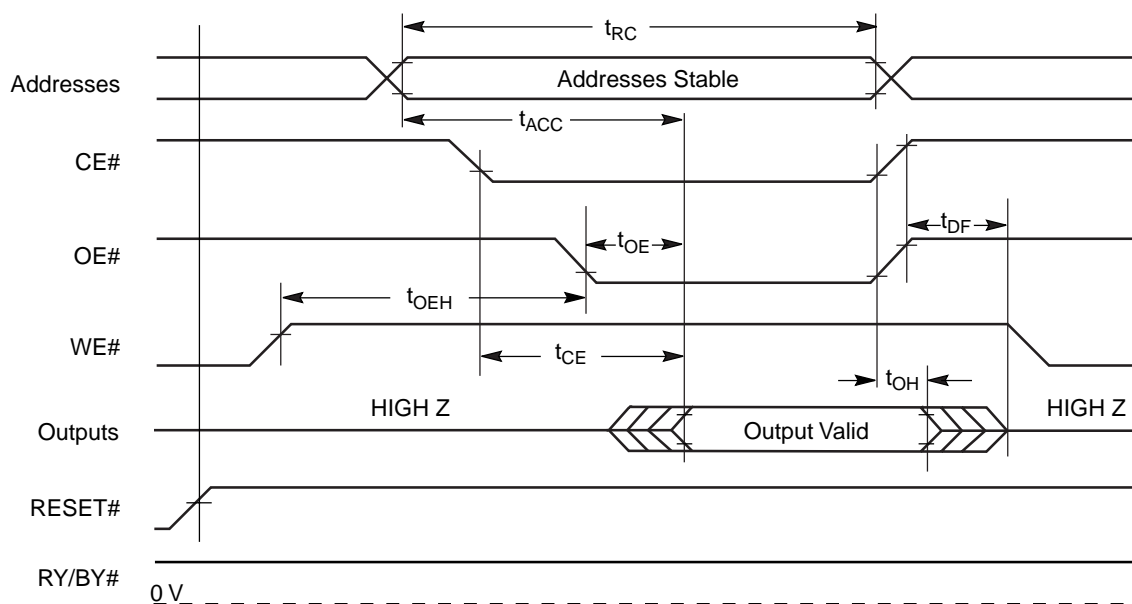 tRC
Addresses
Addresses Stable
tACC
CE#
tDF
OE#
tOE
tOEH
WE#
tCE
tOH
HIGH Z
HIGH Z
Outputs
Output Valid
RESET#
RY/BY#
0 V